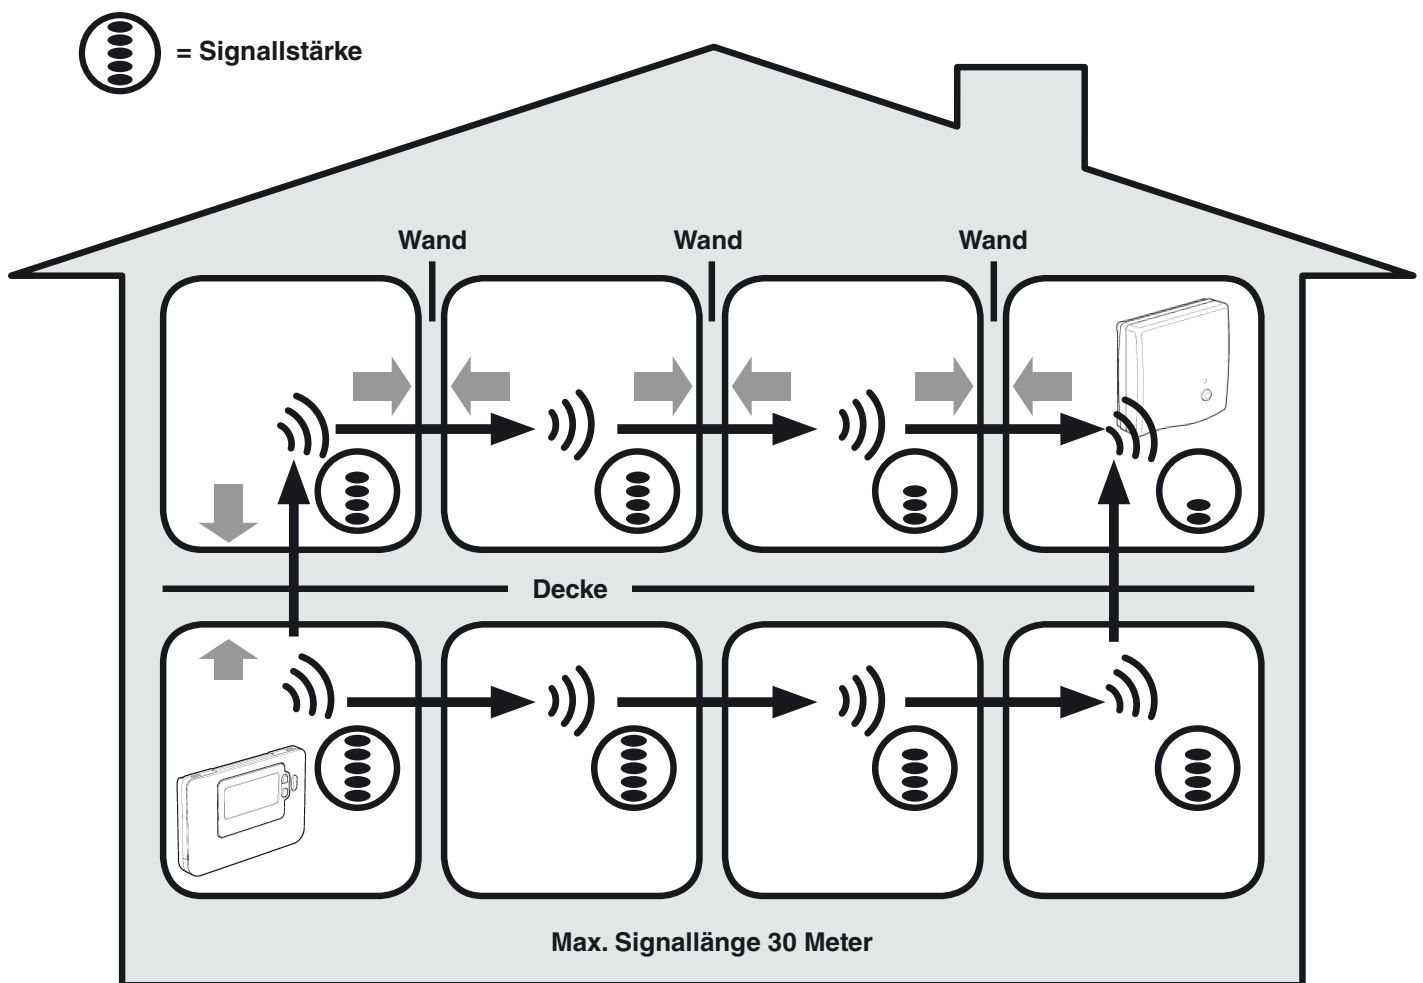 = Signallstärke
Wand
Wand
Wand
Decke
Max. Signallänge 30 Meter